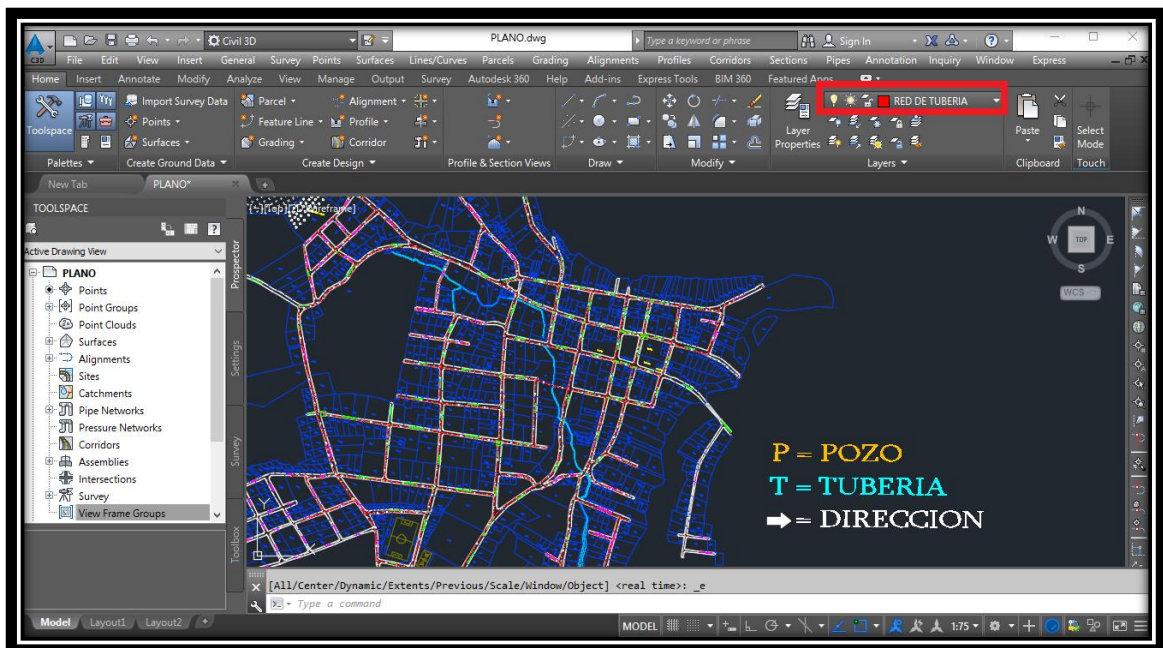 Civil 3D
PLANO.dwg
Type a keyword or phrase
Sign In
C3D File Edit View Insert General Survey Points Surfaces Lines/Curves Parcels Grading Alignments Profiles Corridors Sections Pipes Annotation Inquiry Window Express
Home Insert Annotate Modify Analyze View Manage Output Survey Autodesk 360 Help Add-ins Express Tools BIM 360 Featured Apps
Toolspace
Import Survey Data
Points
Surfaces
Parcel
Feature Line
Grading
Alignment
Profile
Corridor
Layer
Properties
RED DE TUBERIA
Paste
Select
Mode
Palettes Create Ground Data Create Design Profile & Section Views Draw Modify Layers Clipboard Touch
New Tab PLANO*
TOOLSPACE
Active Drawing View
PLANO
Points
Point Groups
Point Clouds
Surfaces
Alignments
Sites
Catchments
Pipe Networks
Pressure Networks
Corridors
Assemblies
Intersections
Survey
View Frame Groups
Prospector
Settings
Survey
Toolbox
N
W TOP E
S
WCS
P = POZO
T = TUBERIA
= DIRECCION
Y
X
[All/Center/Dynamic/Extents/Previous/Scale/Window/Object] <real time>: _e
Type a command
Model Layout1 Layout2 +
MODEL 1:75